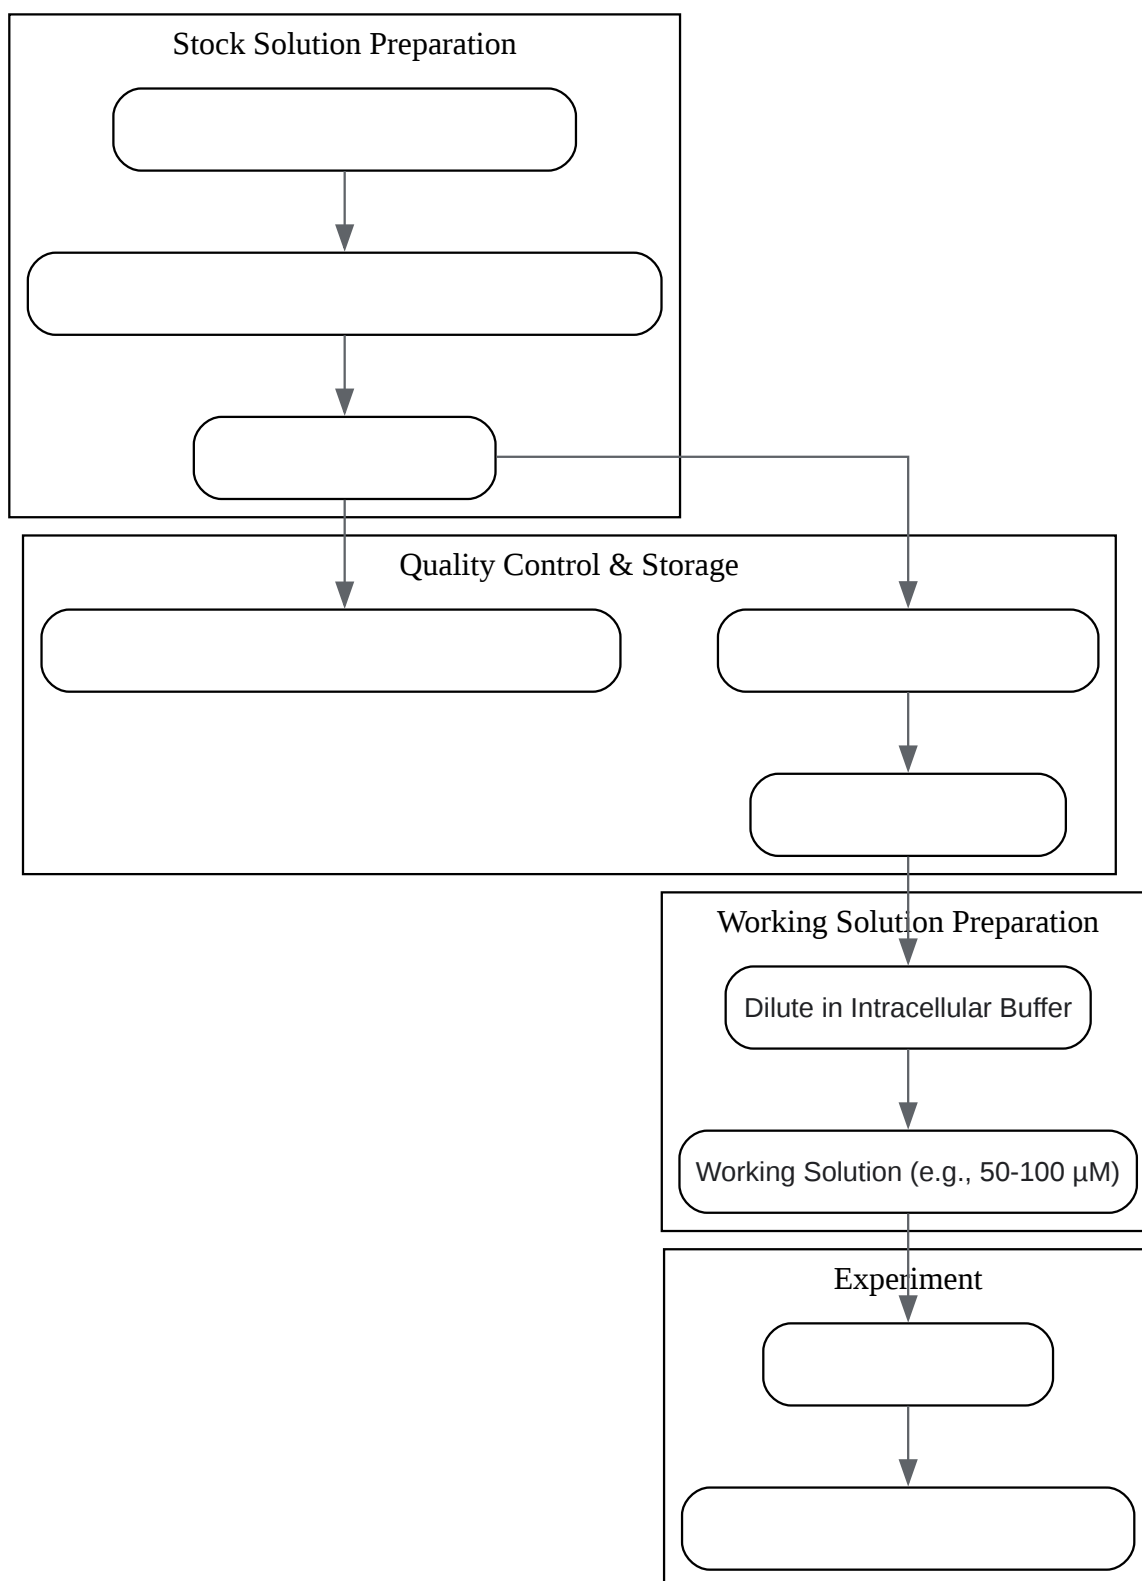 Stock Solution Preparation
Quality Control & Storage
Working Solution Preparation
Dilute in Intracellular Buffer
Working Solution (e.g., 50-100 µM)
Experiment